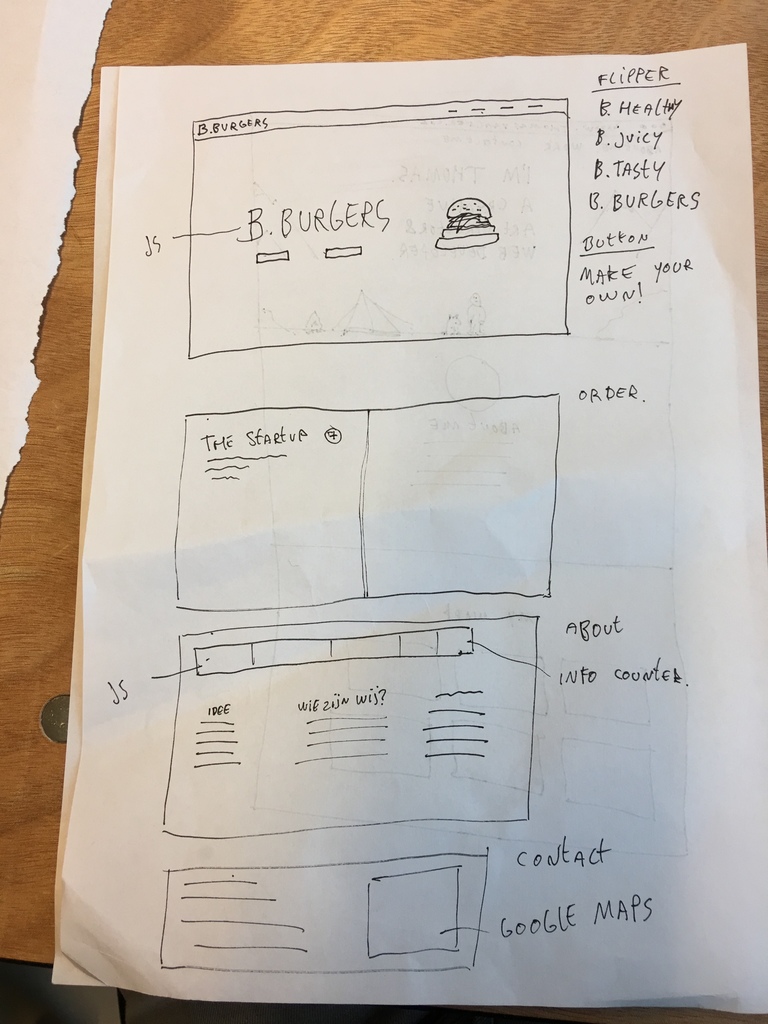 FLIPPER
B. HEALTHY
B. JUICY
B. TASTY
B. BURGERS
BUTTON
MAKE YOUR
OWN!
B.BURGERS
B. BURGERS
JS
ORDER.
THE STARTUP
ABOUT
INFO COUNTER.
JS
IDEE
WIE ZIJN WIJ?
CONTACT
GOOGLE MAPS